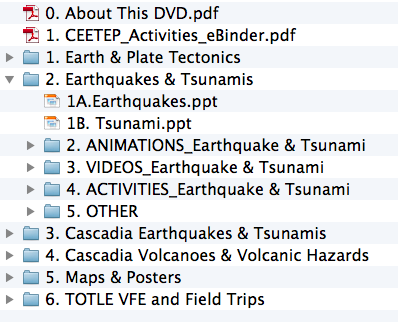 0. About This DVD.pdf
1. CEETEP_Activities_eBinder.pdf
1. Earth & Plate Tectonics
2. Earthquakes & Tsunamis
1A.Earthquakes.ppt
1B. Tsunami.ppt
2. ANIMATIONS_Earthquake & Tsunami
3. VIDEOS_Earthquake & Tsunami
4. ACTIVITIES_Earthquake & Tsunami
5. OTHER
3. Cascadia Earthquakes & Tsunamis
4. Cascadia Volcanoes & Volcanic Hazards
5. Maps & Posters
6. TOTLE VFE and Field Trips